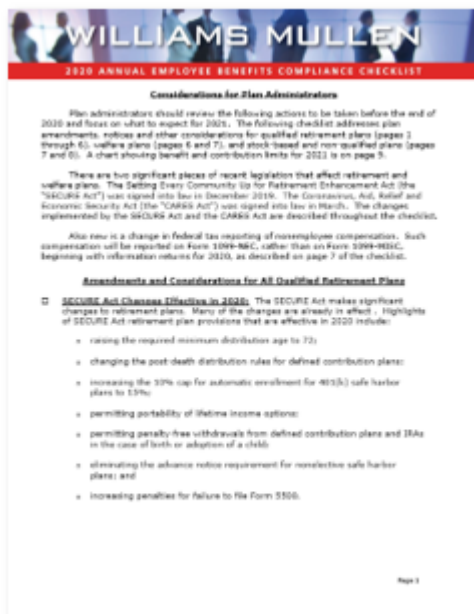 WILLIAMS MULLEN
2020 ANNUAL EMPLOYEE BENEFITS COMPLIANCE CHECKLIST
Considerations for Plan Administrators
Plan administrators should review the following actions to be taken before the end of
2020 and focus on what to expect for 2021. The following checklist addresses plan
amendments, notices and other considerations for qualified retirement plans (pages 1
through 6), welfare plans (pages 6 and 7), and stock-based and non-qualified plans (pages
7 and 8). A chart showing benefit and contribution limits for 2021 is on page 9.
There are two significant pieces of recent legislation that affect retirement and
welfare plans. The Setting Every Community Up for Retirement Enhancement Act (the
"SECURE Act") was signed into law in December 2019. The Coronavirus, Aid, Relief and
Economic Security Act (the "CARES Act") was signed into law in March. The changes
implemented by the SECURE Act and the CARES Act are described throughout the checklist.
Also new is a change in federal tax reporting of nonemployee compensation. Such
compensation will be reported on Form 1099-NEC, rather than on Form 1099-MISC,
beginning with information returns for 2020, as described on page 7 of the checklist.
Amendments and Considerations for All Qualified Retirement Plans
☐ SECURE Act Changes Effective in 2020: The SECURE Act makes significant
changes to retirement plans. Many of the changes are already in effect. Highlights
of SECURE Act retirement plan provisions that are effective in 2020 include:
• raising the required minimum distribution age to 72;
• changing the post-death distribution rules for defined contribution plans;
• increasing the 10% cap for automatic enrollment for 401(k) safe harbor
plans to 15%;
• permitting portability of lifetime income options;
• permitting penalty-free withdrawals from defined contribution plans and IRAs
in the case of birth or adoption of a child;
• eliminating the advance notice requirement for nonelective safe harbor
plans; and
• increasing penalties for failure to file Form 5500.
Page 1